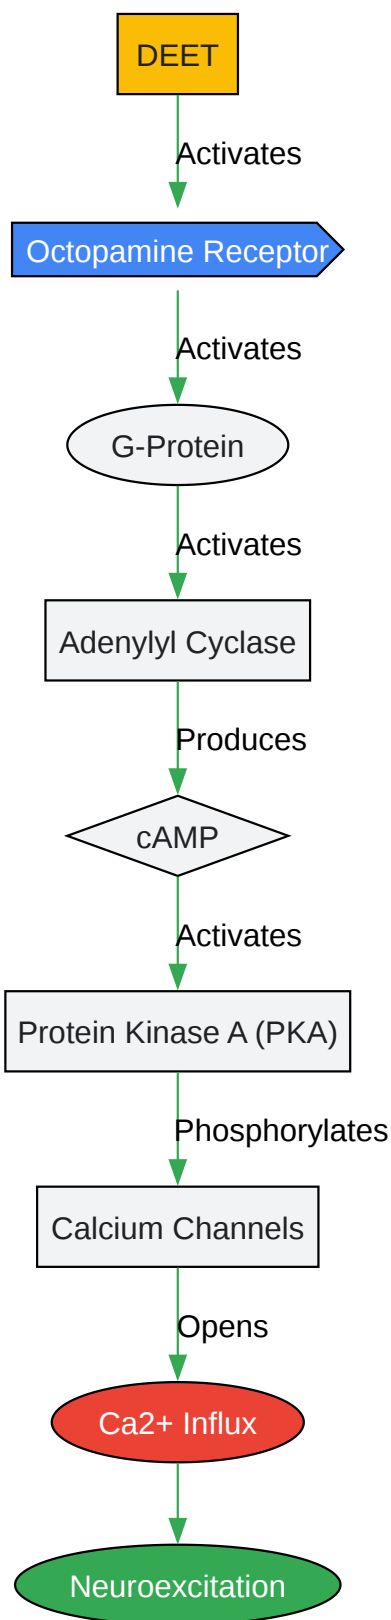 DEET
Activates
Octopamine Receptor
Activates
G-Protein
Activates
Adenylyl Cyclase
Produces
cAMP
Activates
Protein Kinase A (PKA)
Phosphorylates
Calcium Channels
Opens
Ca2+ Influx
Neuroexcitation